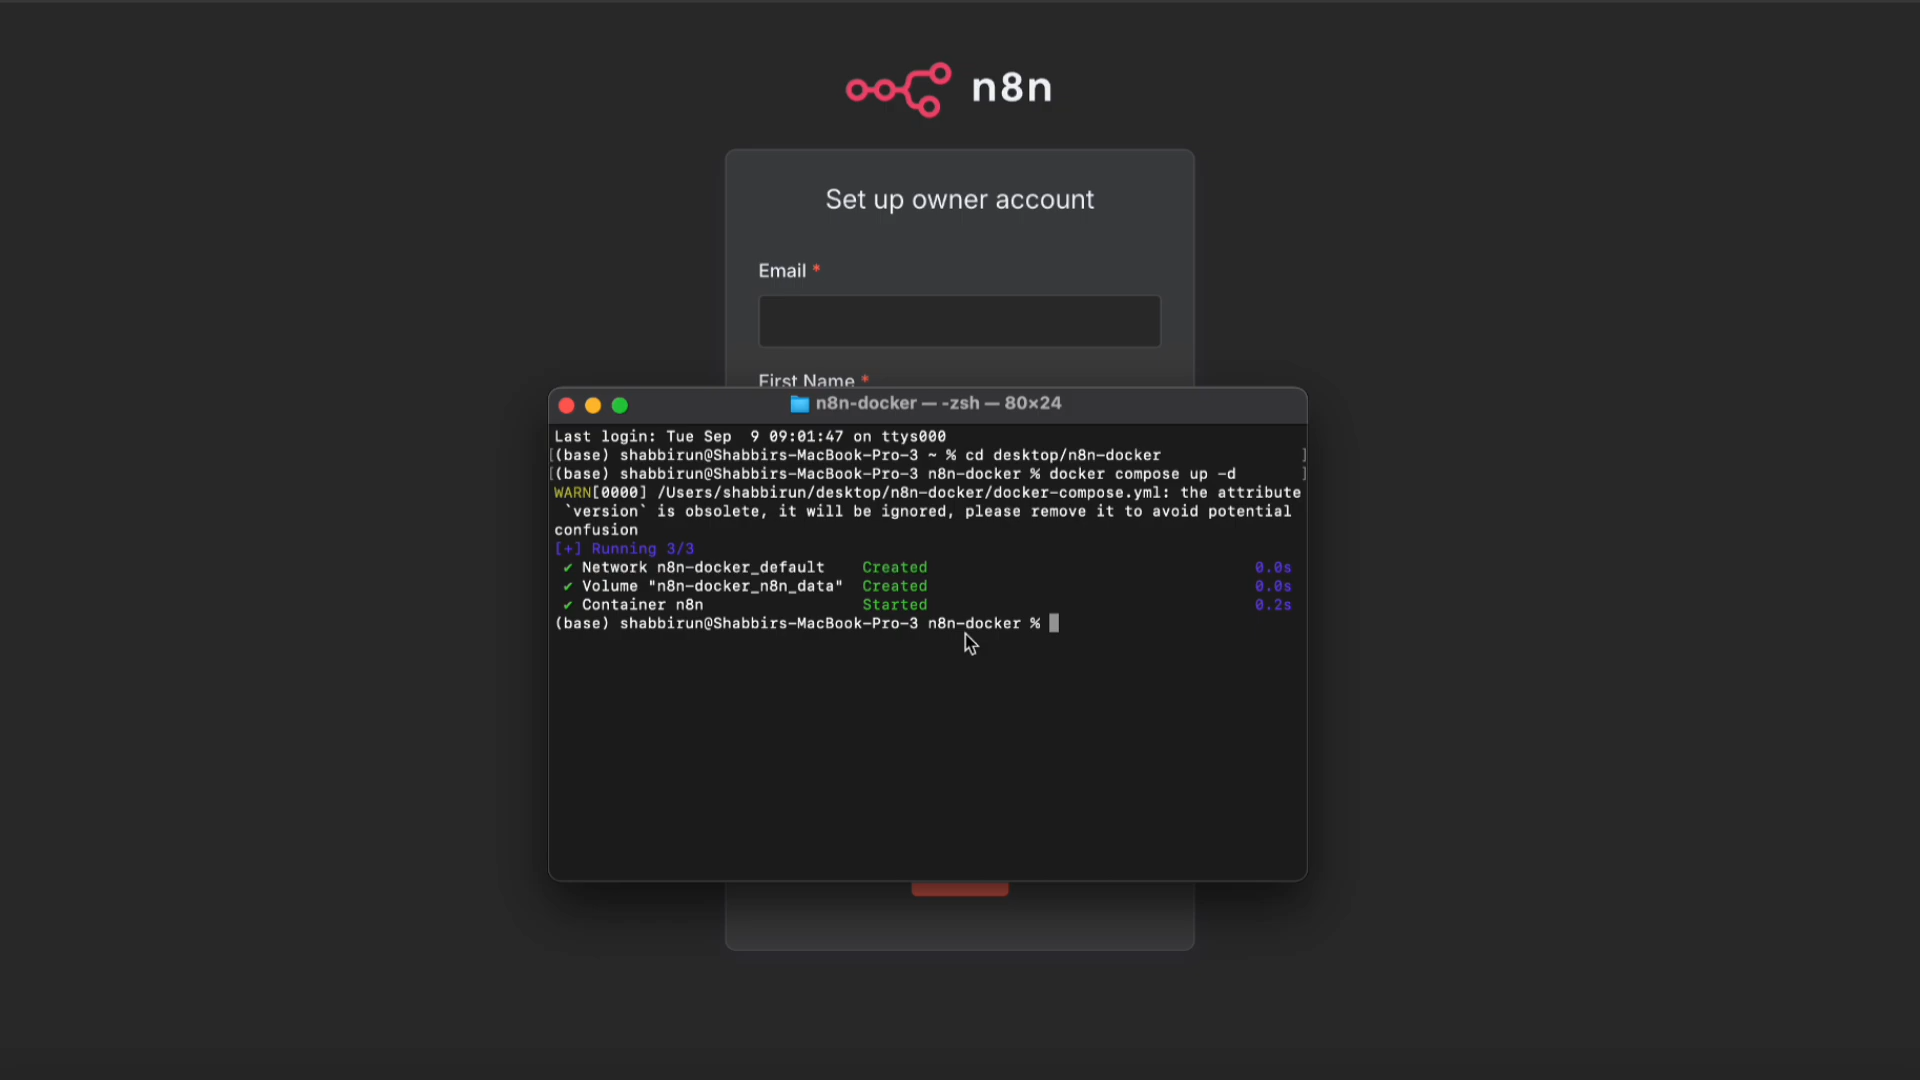 n8n
Set up owner account
Email *
First Name *
n8n-docker — -zsh — 80×24
Last login: Tue Sep  9 09:01:47 on ttys000
[(base) shabbirun@Shabbirs-MacBook-Pro-3 ~ % cd desktop/n8n-docker ]
[(base) shabbirun@Shabbirs-MacBook-Pro-3 n8n-docker % docker compose up -d ]
WARN[0000] /Users/shabbirun/desktop/n8n-docker/docker-compose.yml: the attribute
`version` is obsolete, it will be ignored, please remove it to avoid potential
confusion
[+] Running 3/3
✔ Network n8n-docker_default Created 0.0s
✔ Volume "n8n-docker_n8n_data" Created 0.0s
✔ Container n8n Started 0.2s
(base) shabbirun@Shabbirs-MacBook-Pro-3 n8n-docker %